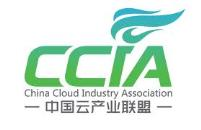 CCIA
China Cloud Industry Association
中国云产业联盟